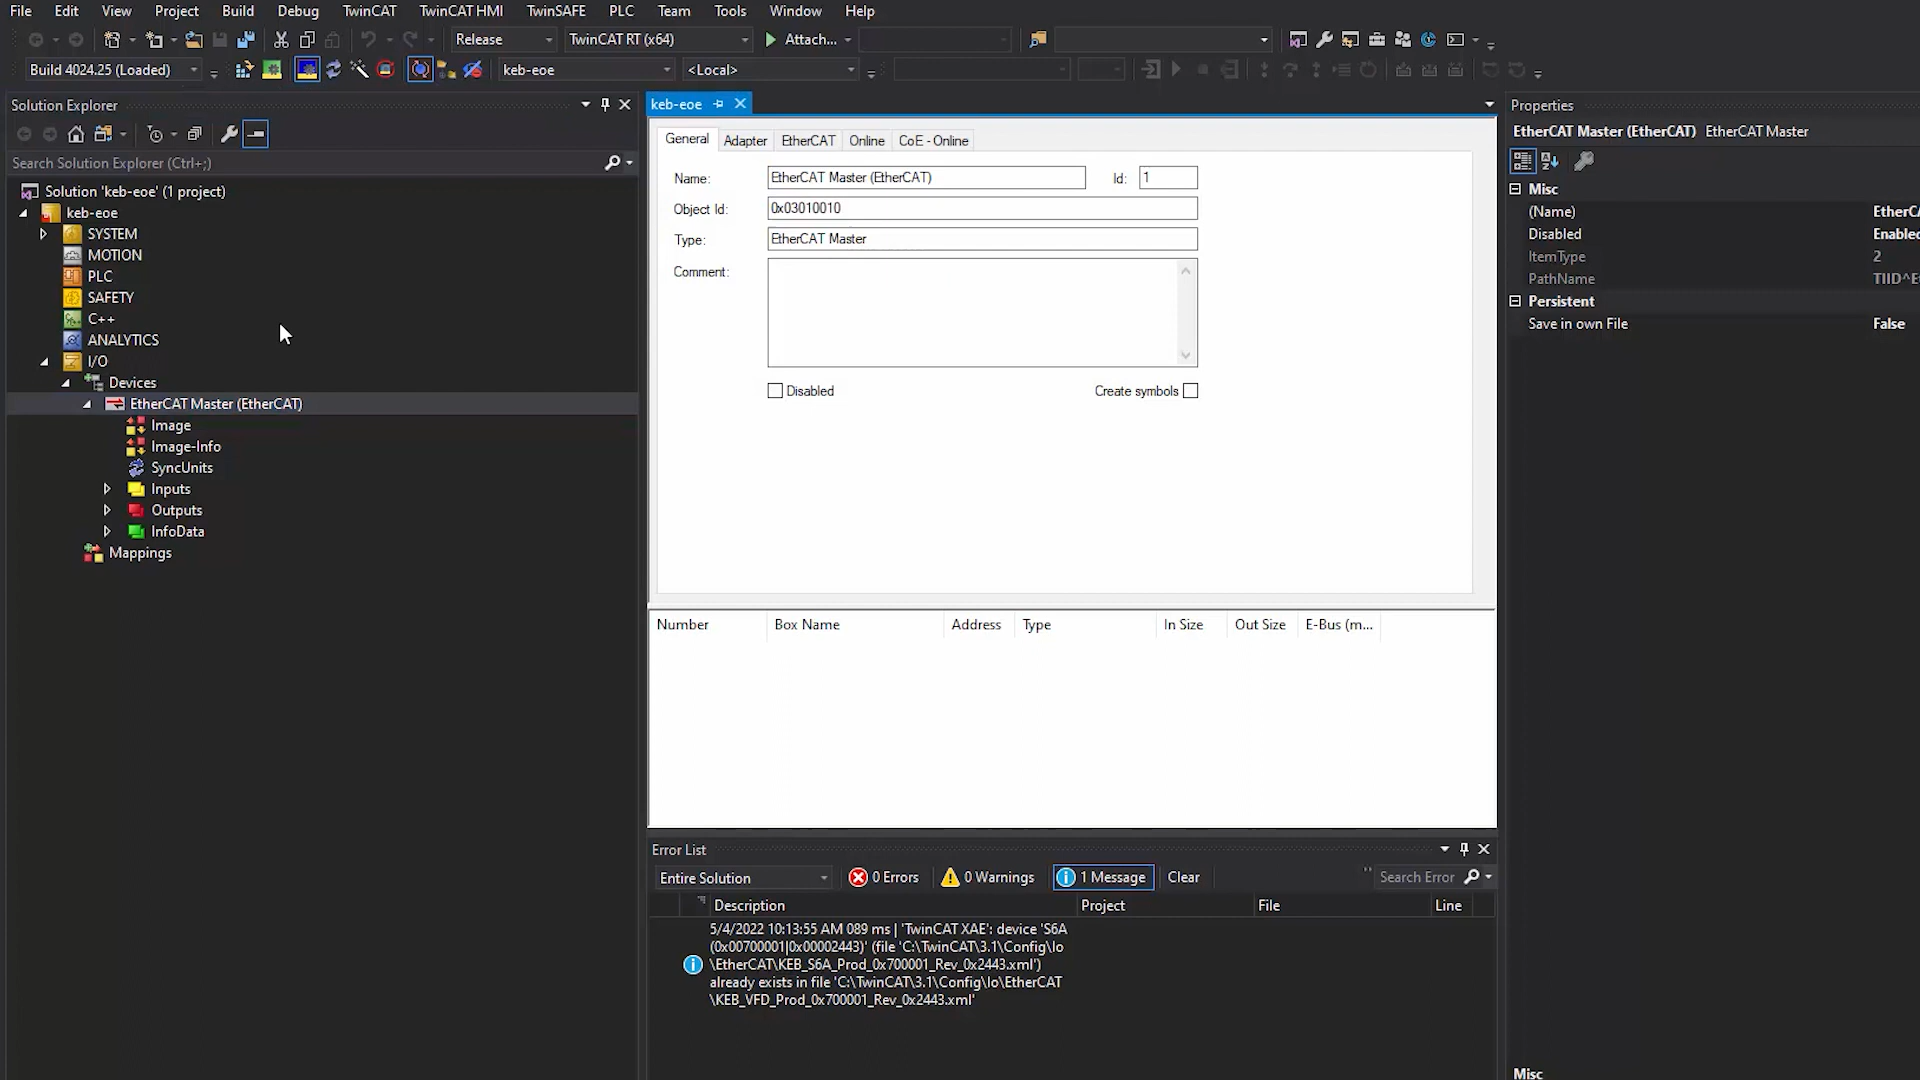 File Edit View Project Build Debug TwinCAT TwinCAT HMI TwinSAFE PLC Team Tools Window Help
Release TwinCAT RT (x64) Attach...
Build 4024.25 (Loaded) keb-eoe <Local>
Solution Explorer
Search Solution Explorer (Ctrl+;)
Solution 'keb-eoe' (1 project)
keb-eoe
SYSTEM
MOTION
PLC
SAFETY
C++
ANALYTICS
I/O
Devices
EtherCAT Master (EtherCAT)
Image
Image-Info
SyncUnits
Inputs
Outputs
InfoData
Mappings
keb-eoe
General Adapter EtherCAT Online CoE - Online
Name: EtherCAT Master (EtherCAT) Id: 1
Object Id: 0x03010010
Type: EtherCAT Master
Comment:
Disabled Create symbols
Number Box Name Address Type In Size Out Size E-Bus (m...
Error List
Entire Solution 0 Errors 0 Warnings 1 Message Clear Search Error
Description Project File Line
5/4/2022 10:13:55 AM 089 ms | 'TwinCAT XAE': device 'S6A
(0x00700001|0x00002443)' (file 'C:\TwinCAT\3.1\Config\Io
\EtherCAT\KEB_S6A_Prod_0x700001_Rev_0x2443.xml')
already exists in file 'C:\TwinCAT\3.1\Config\Io\EtherCAT
\KEB_VFD_Prod_0x700001_Rev_0x2443.xml'
Properties
EtherCAT Master (EtherCAT) EtherCAT Master
Misc
(Name) EtherCA
Disabled Enabled
ItemType 2
PathName TIID^E
Persistent
Save in own File False
Misc